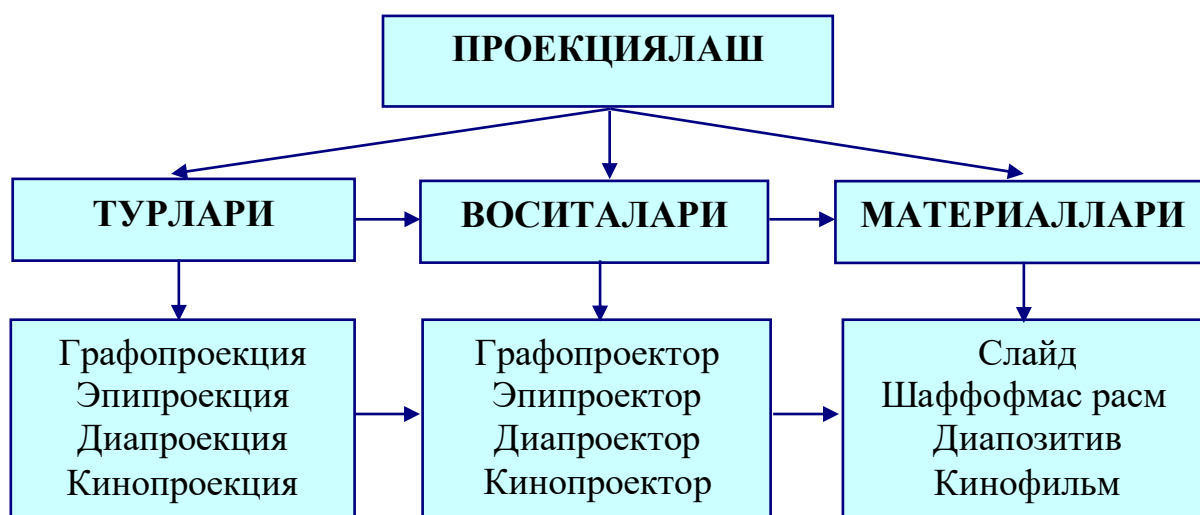 ПРОЕКЦИЯЛАШ
ТУРЛАРИ
ВОСИТАЛАРИ
МАТЕРИАЛЛАРИ
Графопроекция
Эпипроекция
Диапроекция
Кинопроекция
Графопроектор
Эпипроектор
Диапроектор
Кинопроектор
Слайд
Шаффофмас расм
Диапозитив
Кинофильм